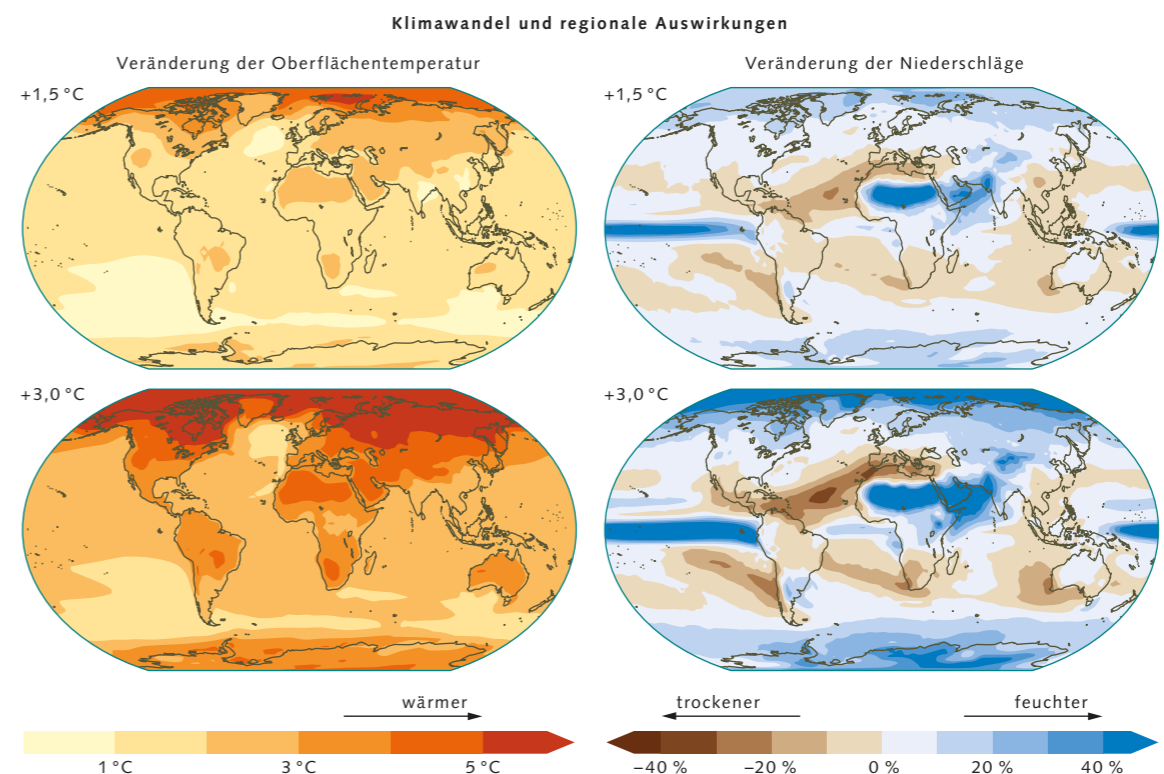 Klimawandel und regionale Auswirkungen
Veränderung der Oberflächentemperatur
Veränderung der Niederschläge
+1,5 °C
+1,5 °C
+3,0 °C
+3,0 °C
wärmer
trockener
feuchter
1 °C
3 °C
5 °C
−40 %
−20 %
0 %
20 %
40 %